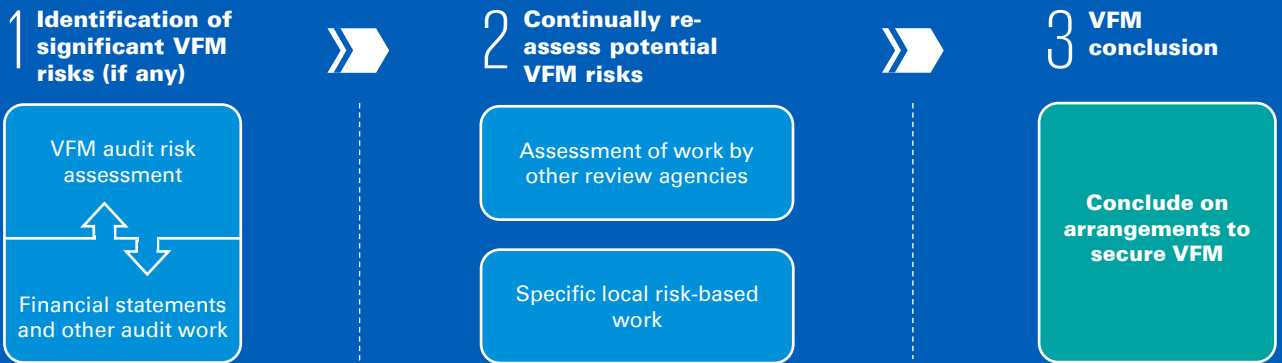 1 Identification of
significant VFM
risks (if any)
VFM audit risk
assessment
Financial statements
and other audit work
2 Continually re-
assess potential
VFM risks
Assessment of work by
other review agencies
Specific local risk-based
work
3 VFM
conclusion
Conclude on
arrangements to
secure VFM